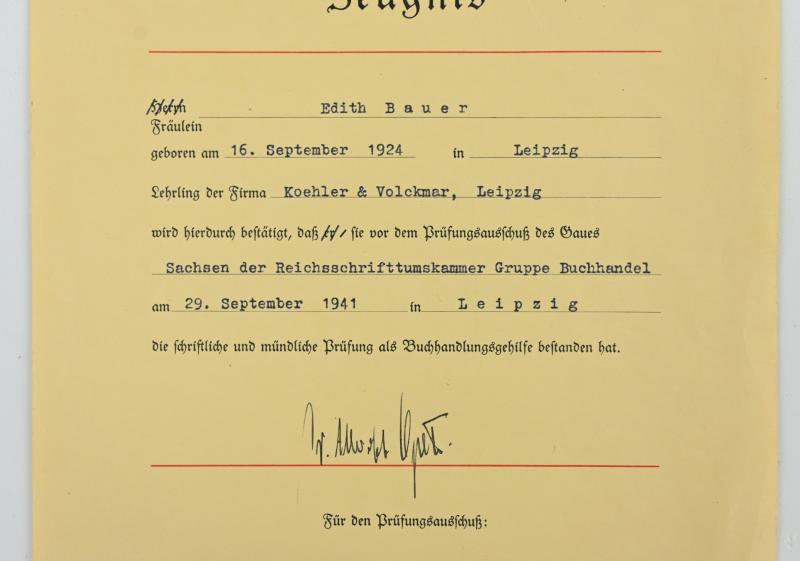 Zeugnis
Herrn Edith Bauer
Fräulein
geboren am 16. September 1924 in Leipzig
Lehrling der Firma Koehler & Volckmar, Leipzig
wird hierdurch bestätigt, daß er / sie vor dem Prüfungsausschuß des Gaues
Sachsen der Reichsschrifttumskammer Gruppe Buchhandel
am 29. September 1941 in Leipzig
die schriftliche und mündliche Prüfung als Buchhandlungsgehilfe bestanden hat.
Dr.
Für den Prüfungsausschuß: